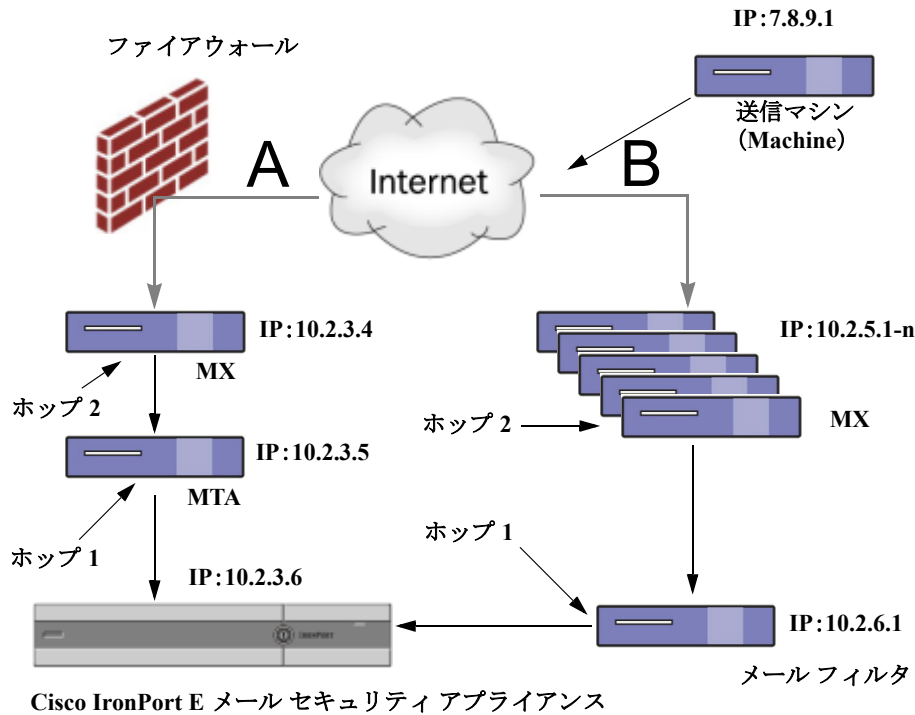 IP:7.8.9.1
ファイアウォール
送信マシン
(Machine)
A
Internet
B
IP:10.2.3.4
MX
ホップ 2
IP:10.2.5.1-n
MX
ホップ 2
IP:10.2.3.5
MTA
ホップ 1
ホップ 1
IP:10.2.3.6
IRONPORT
IP:10.2.6.1
メール フィルタ
Cisco IronPort E メール セキュリティ アプライアンス